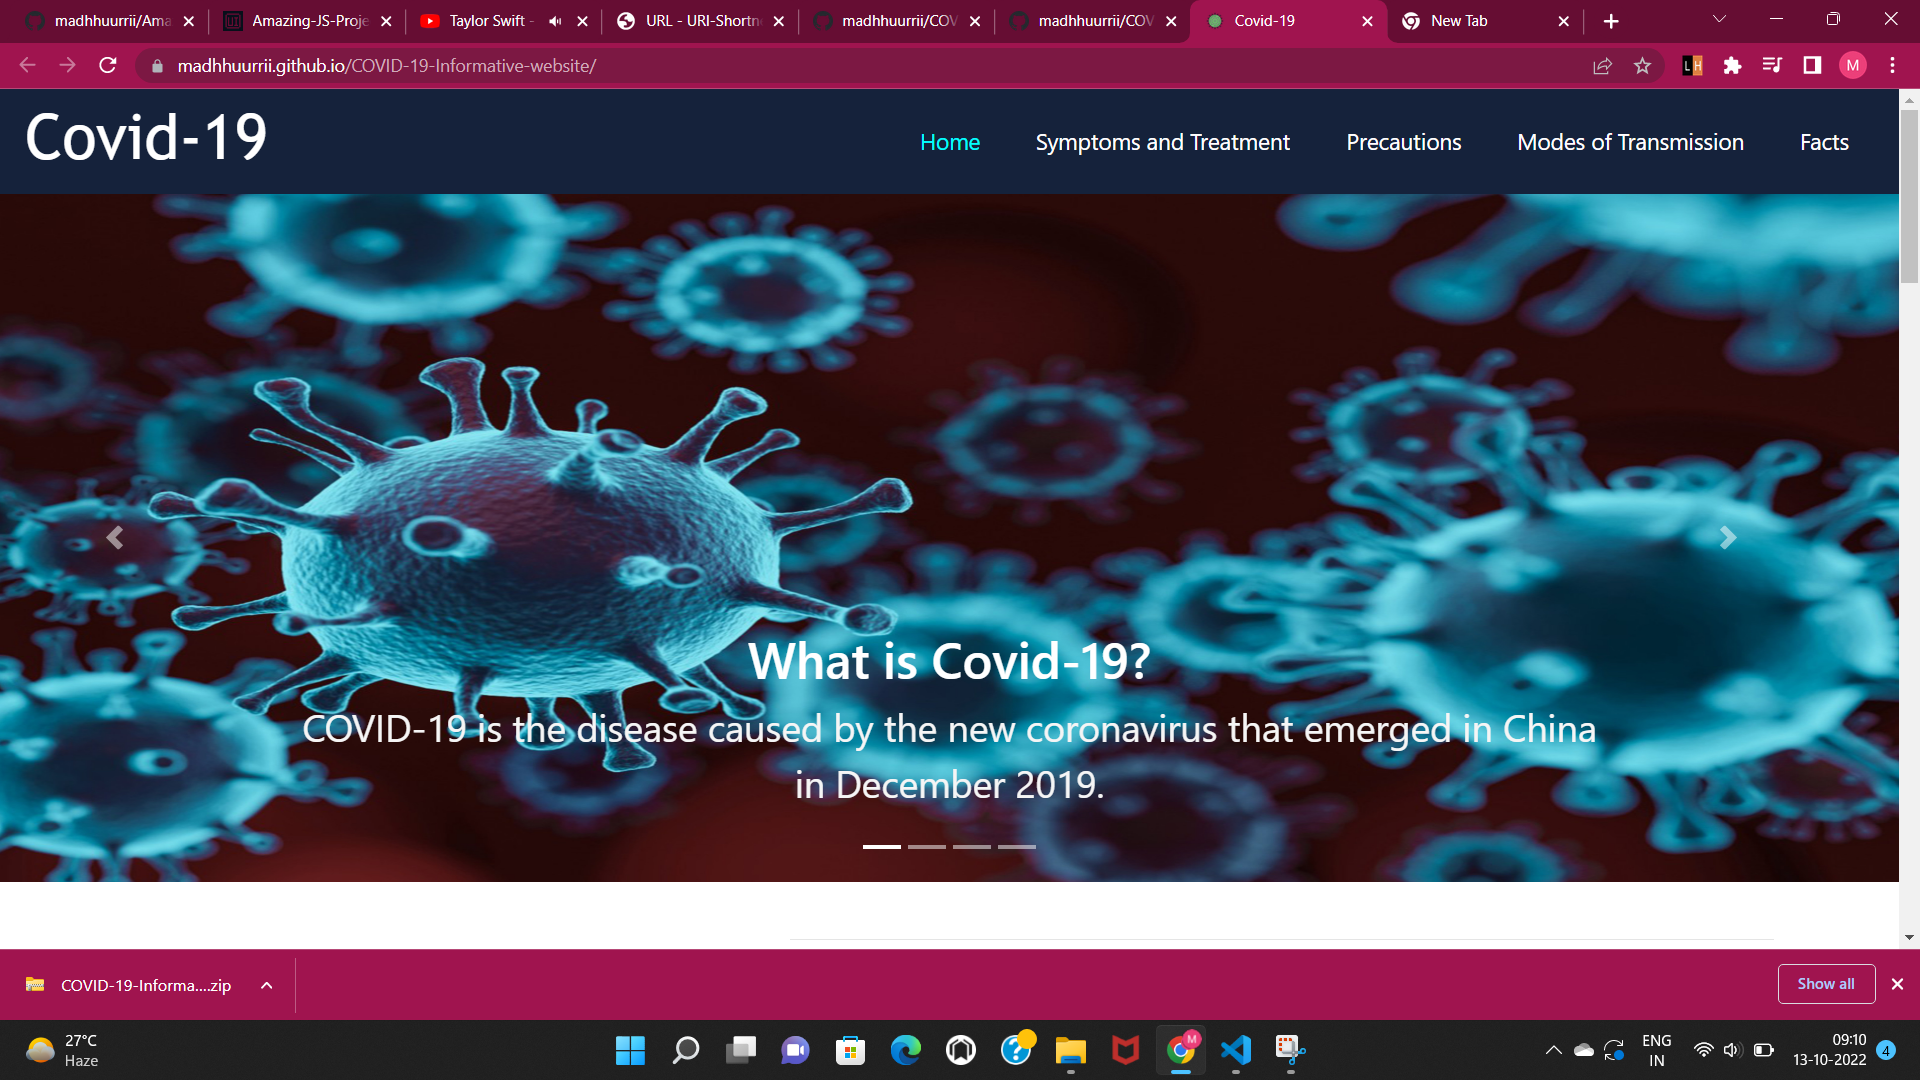 madhhuurrii/Ama
Amazing-JS-Proje
Taylor Swift -
URL - URI-Shortn
madhhuurrii/COV
madhhuurrii/COV
Covid-19
New Tab
madhhuurrii.github.io/COVID-19-Informative-website/
L H
M
Covid-19
Home
Symptoms and Treatment
Precautions
Modes of Transmission
Facts
What is Covid-19?
COVID-19 is the disease caused by the new coronavirus that emerged in China
in December 2019.
COVID-19-Informa....zip
Show all
27°C
Haze
M
ENG
IN
09:10
13-10-2022
4